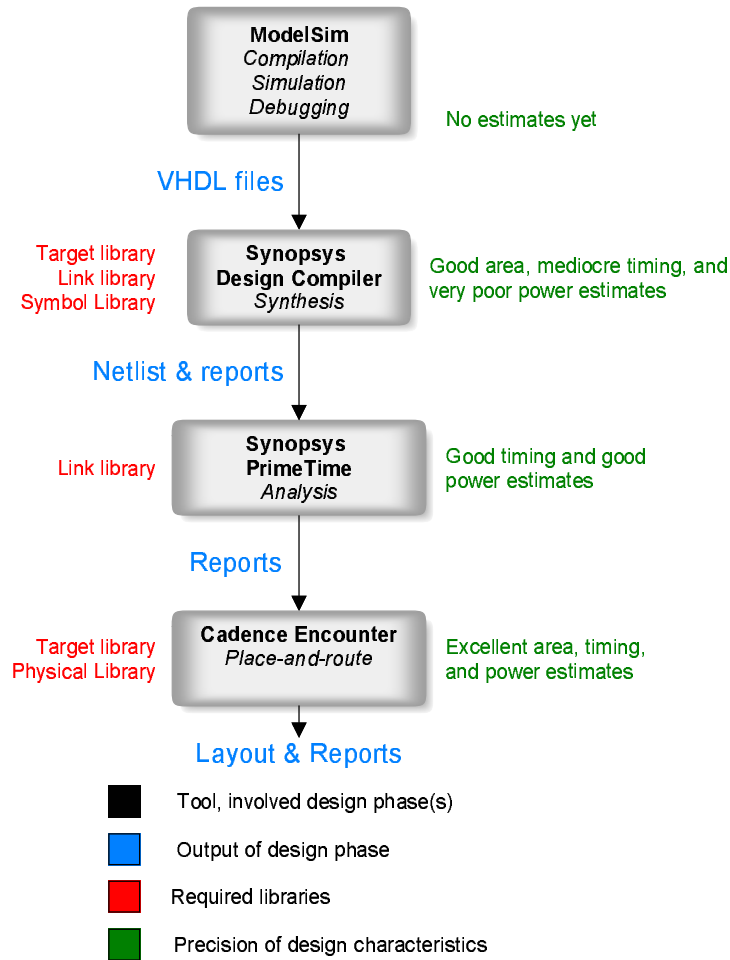 ModelSim
Compilation
Simulation
Debugging
No estimates yet
VHDL files
Target library
Link library
Symbol Library
Synopsys
Design Compiler
Synthesis
Good area, mediocre timing, and
very poor power estimates
Netlist & reports
Link library
Synopsys
PrimeTime
Analysis
Good timing and good
power estimates
Reports
Target library
Physical Library
Cadence Encounter
Place-and-route
Excellent area, timing,
and power estimates
Layout & Reports
Tool, involved design phase(s)
Output of design phase
Required libraries
Precision of design characteristics